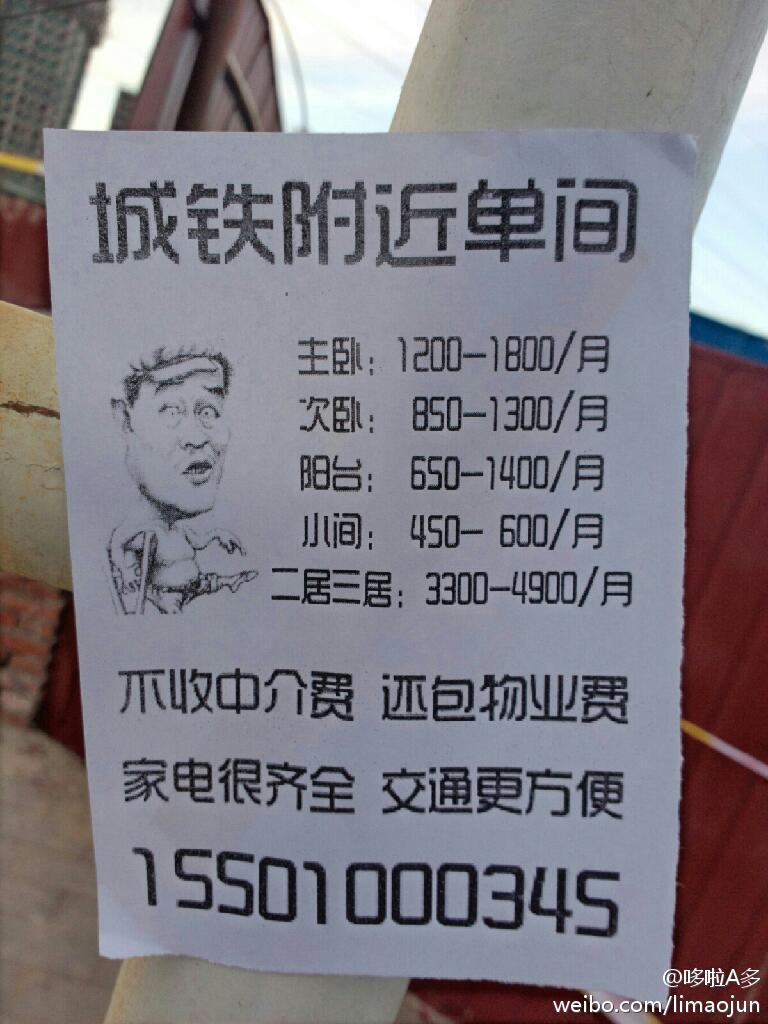 城铁附近单间
主卧：1200-1800/月
次卧：850-1300/月
阳台：650-1400/月
小间：450- 600/月
二居三居：3300-4900/月
不收中介费 还包物业费
家电很齐全 交通更方便
15501000345
@哆啦A多
weibo.com/limaojun